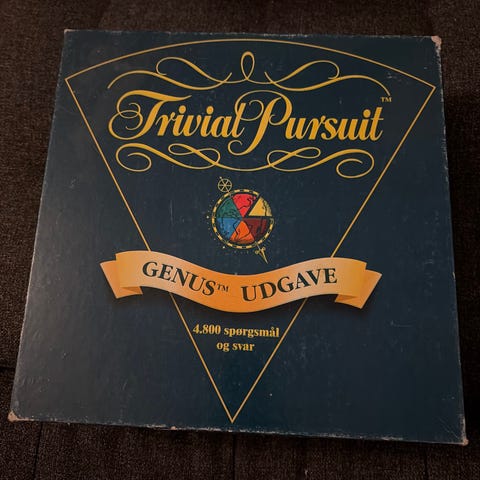 Trivial Pursuit™
GENUS™ UDGAVE
4.800 spørgsmål
og svar